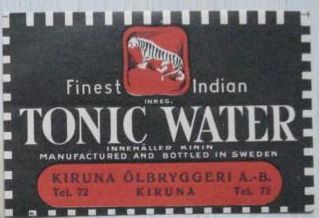 Finest Indian
INREG.
TONIC WATER
INNEHÅLLER KININ
MANUFACTURED AND BOTTLED IN SWEDEN
KIRUNA ÖLBRYGGERI A.-B.
Tel. 72 KIRUNA Tel. 72